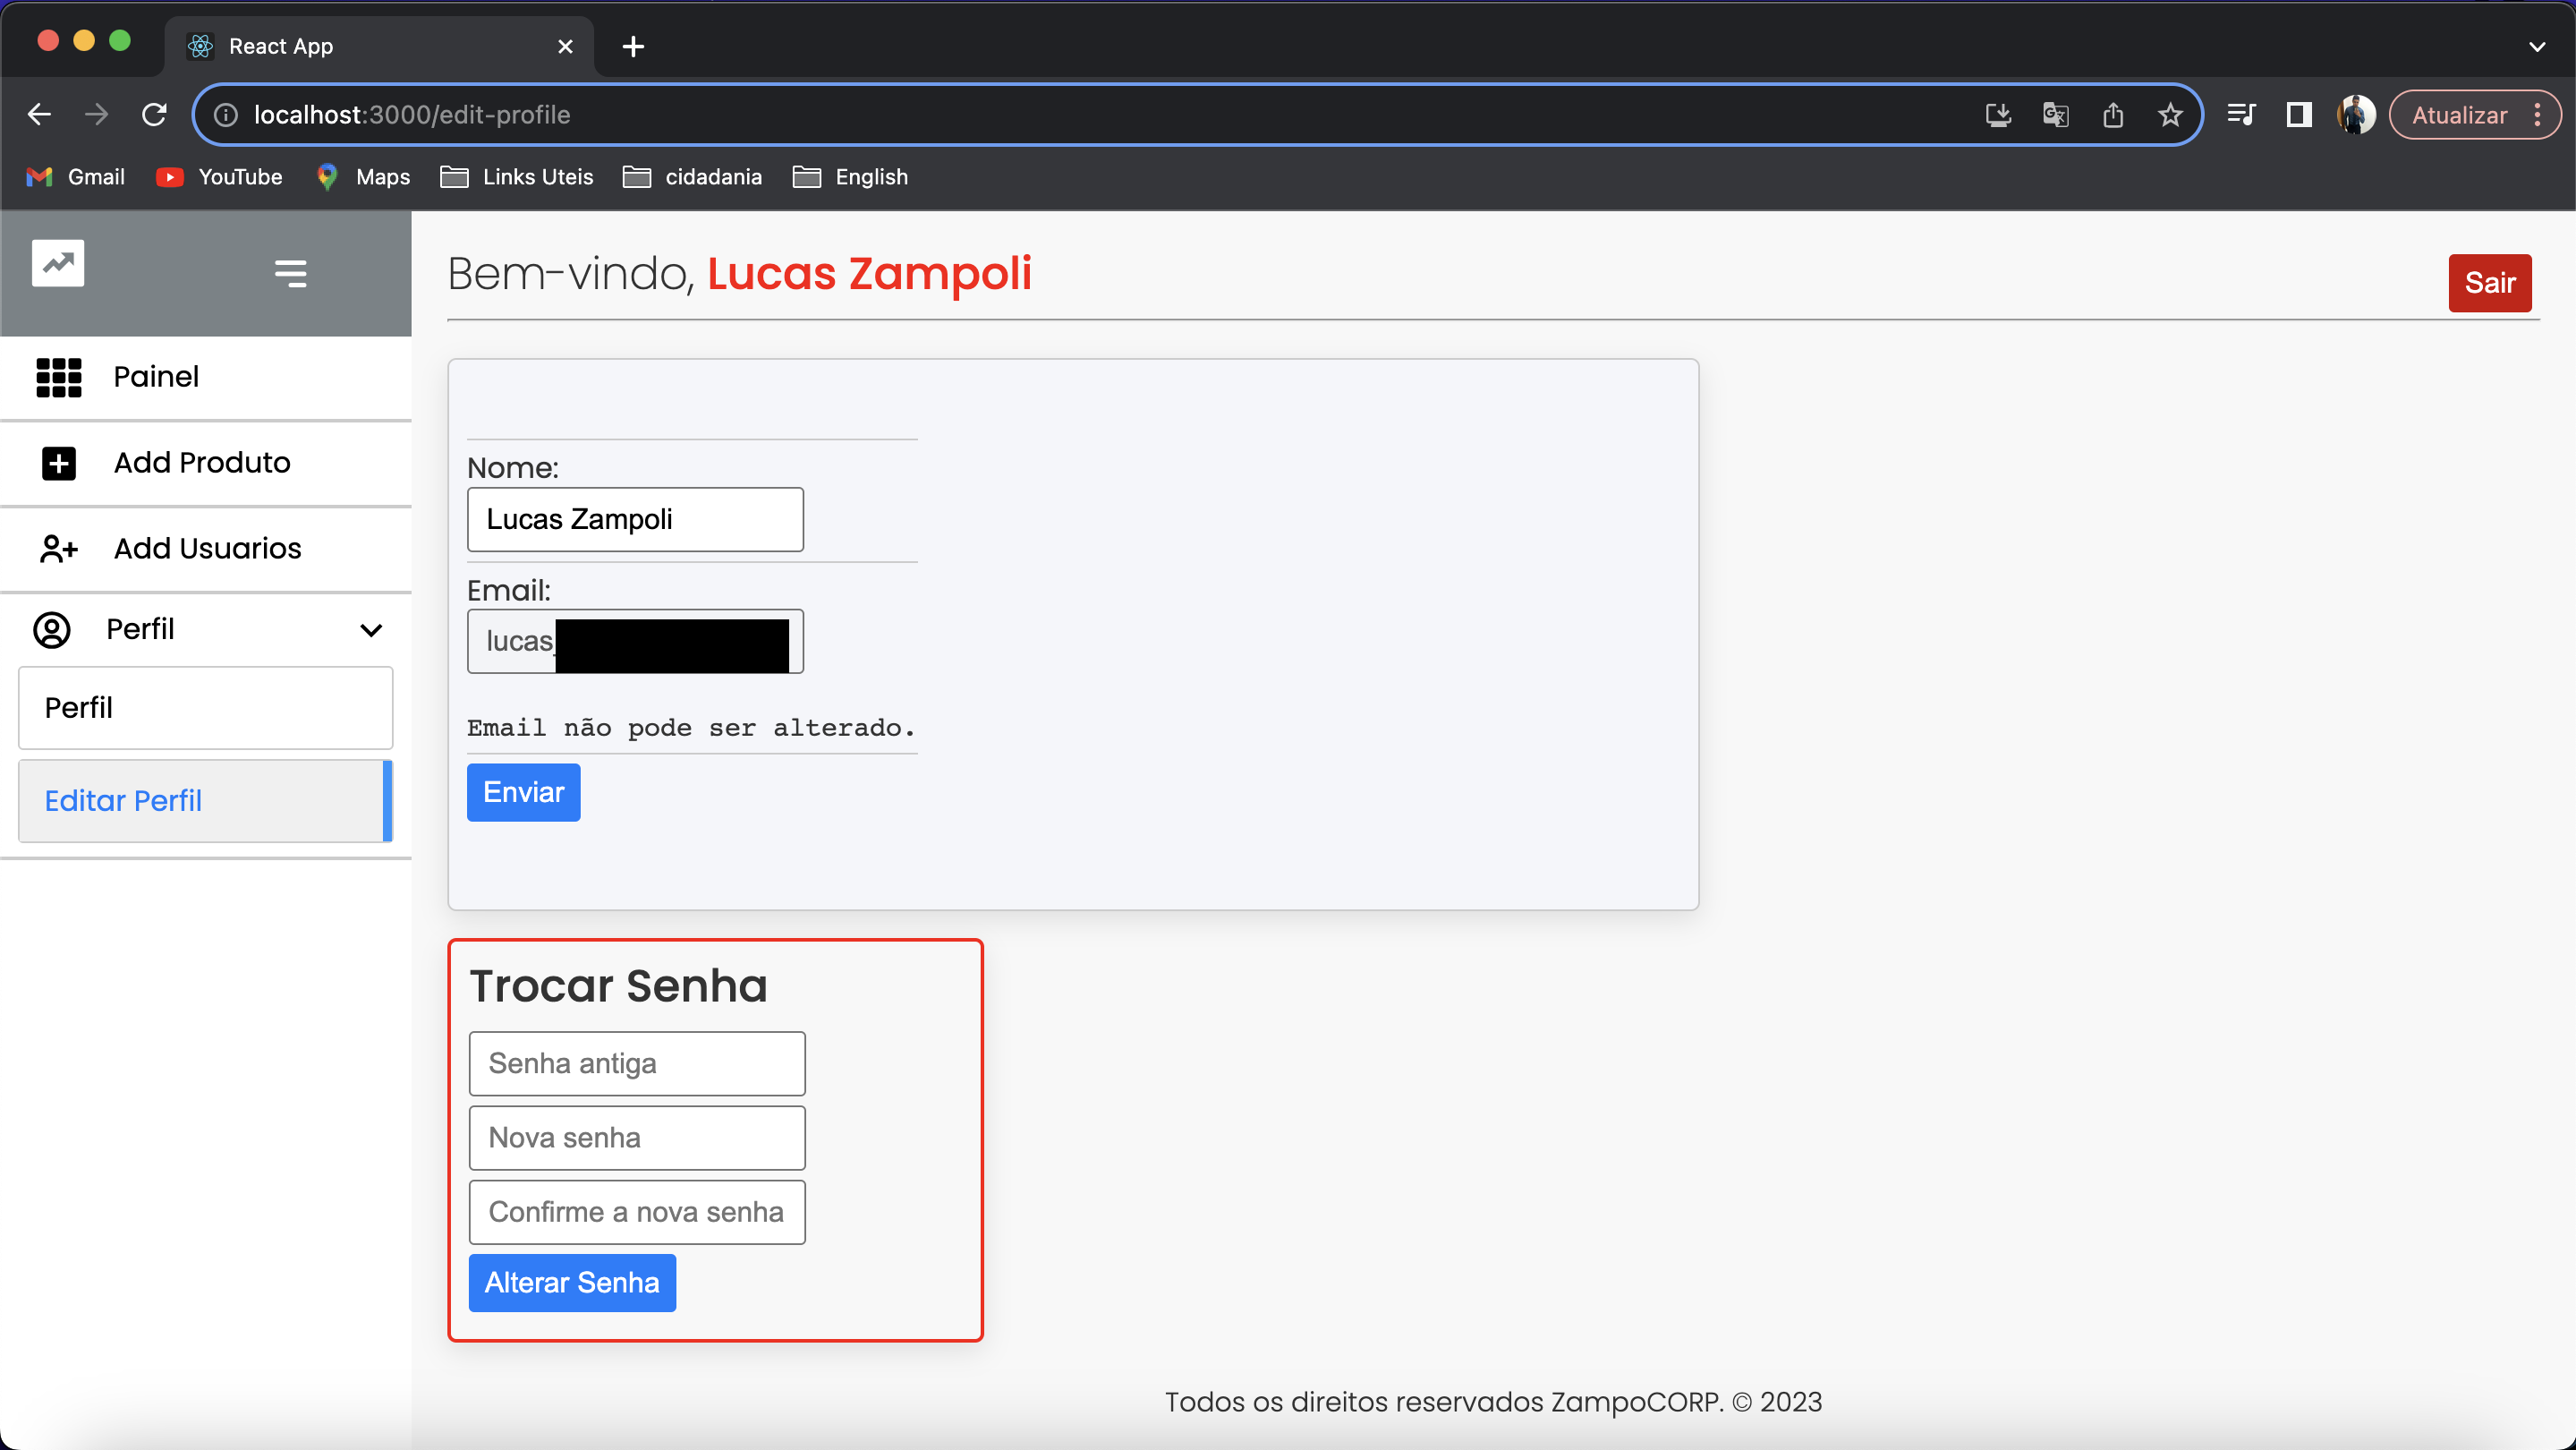 React App
localhost:3000/edit-profile
Atualizar
Gmail YouTube Maps Links Uteis cidadania English
Bem-vindo, Lucas Zampoli
Sair
Painel
Add Produto
Add Usuarios
Perfil
Perfil
Editar Perfil
Nome:
Lucas Zampoli
Email:
lucas_
Email não pode ser alterado.
Enviar
Trocar Senha
Senha antiga
Nova senha
Confirme a nova senha
Alterar Senha
Todos os direitos reservados ZampoCORP. © 2023